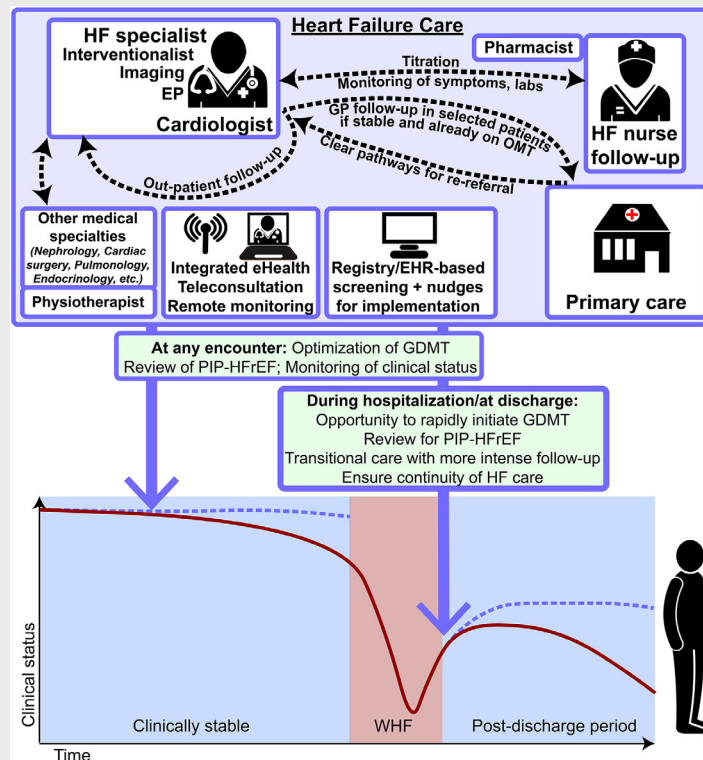 Heart Failure Care
HF specialist
Interventionalist
Imaging
EP
Cardiologist
Pharmacist
HF nurse
follow-up
Titration
Monitoring of symptoms, labs
GP follow-up in selected patients
if stable and already on OMT
Clear pathways for re-referral
Out-patient follow-up
Other medical
specialties
(Nephrology, Cardiac
surgery, Pulmonology,
Endocrinology, etc.)
Physiotherapist
Integrated eHealth
Teleconsultation
Remote monitoring
Registry/EHR-based
screening + nudges
for implementation
Primary care
At any encounter: Optimization of GDMT
Review of PIP-HFrEF; Monitoring of clinical status
During hospitalization/at discharge:
Opportunity to rapidly initiate GDMT
Review for PIP-HFrEF
Transitional care with more intense follow-up
Ensure continuity of HF care
Clinical status
Clinically stable
WHF
Post-discharge period
Time